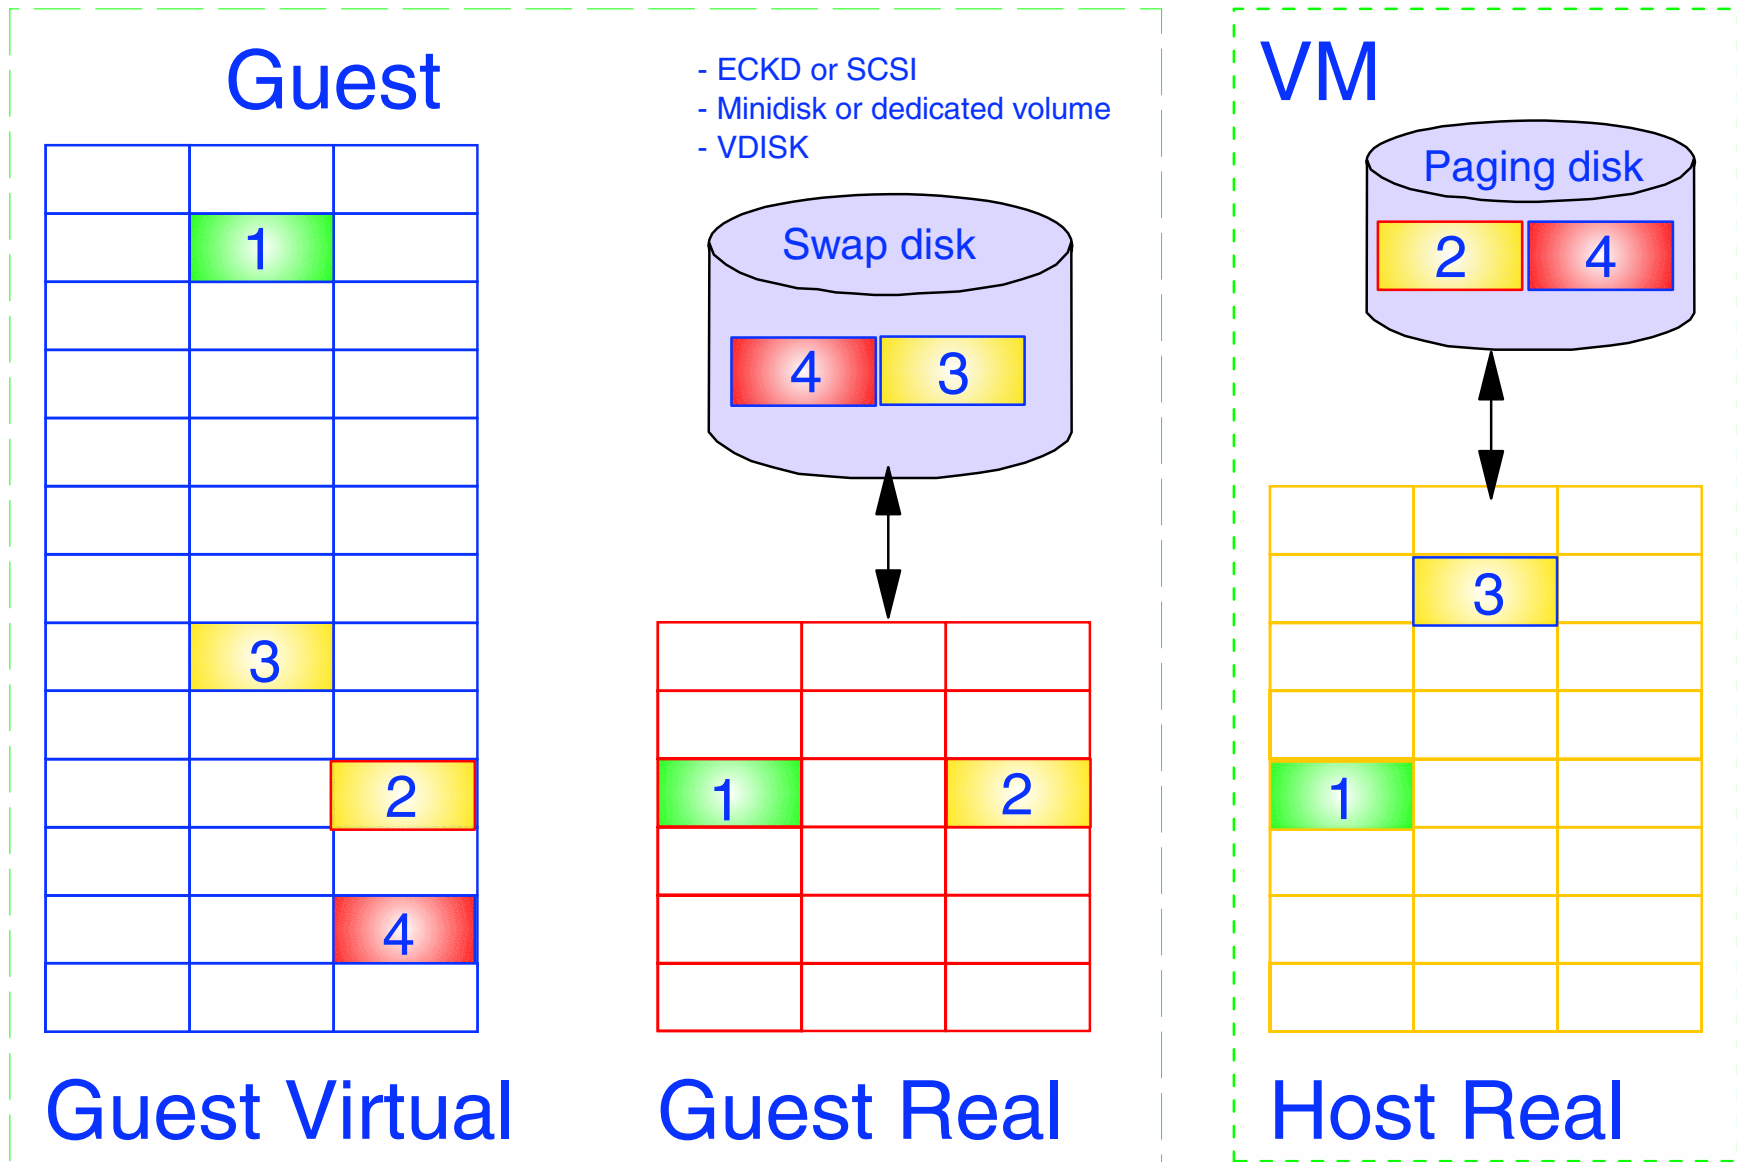 Guest
- ECKD or SCSI
- Minidisk or dedicated volume
- VDISK
VM
Swap disk
4 3
Paging disk
2 4
1
3
2
4
1 2
3
1
Guest Virtual
Guest Real
Host Real